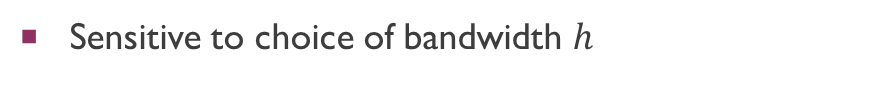 ▪ Sensitive to choice of bandwidth ℎ